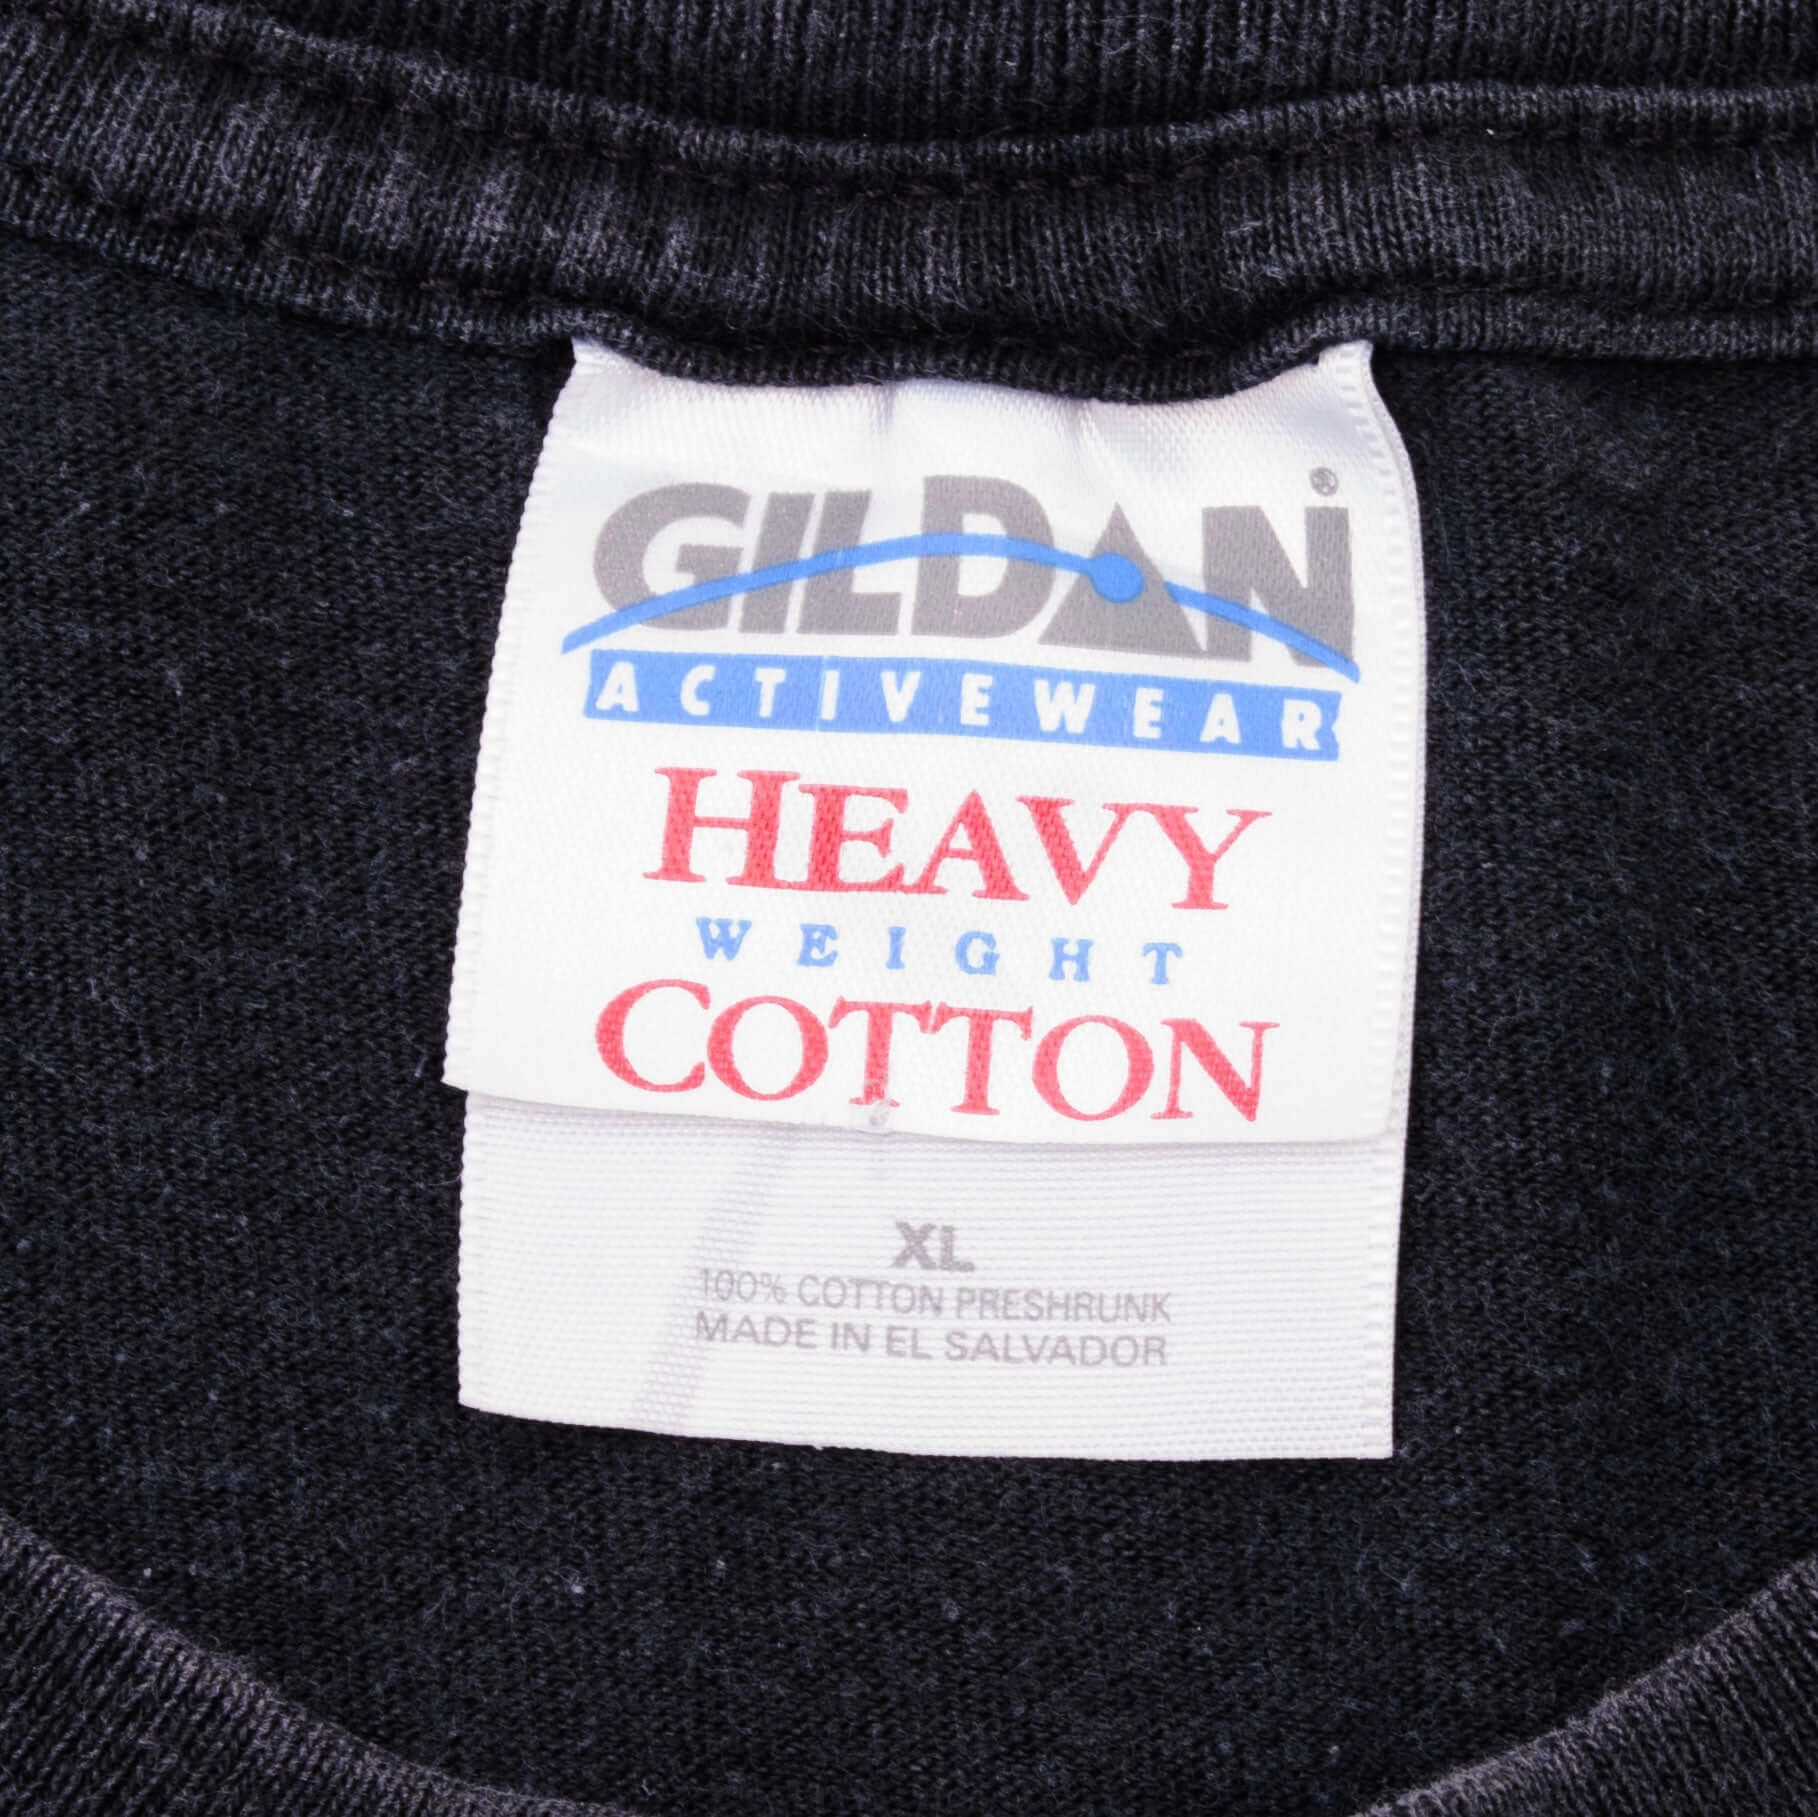 GILDAN®
ACTIVEWEAR
HEAVY
WEIGHT
COTTON
XL
100% COTTON PRESHRUNK
MADE IN EL SALVADOR